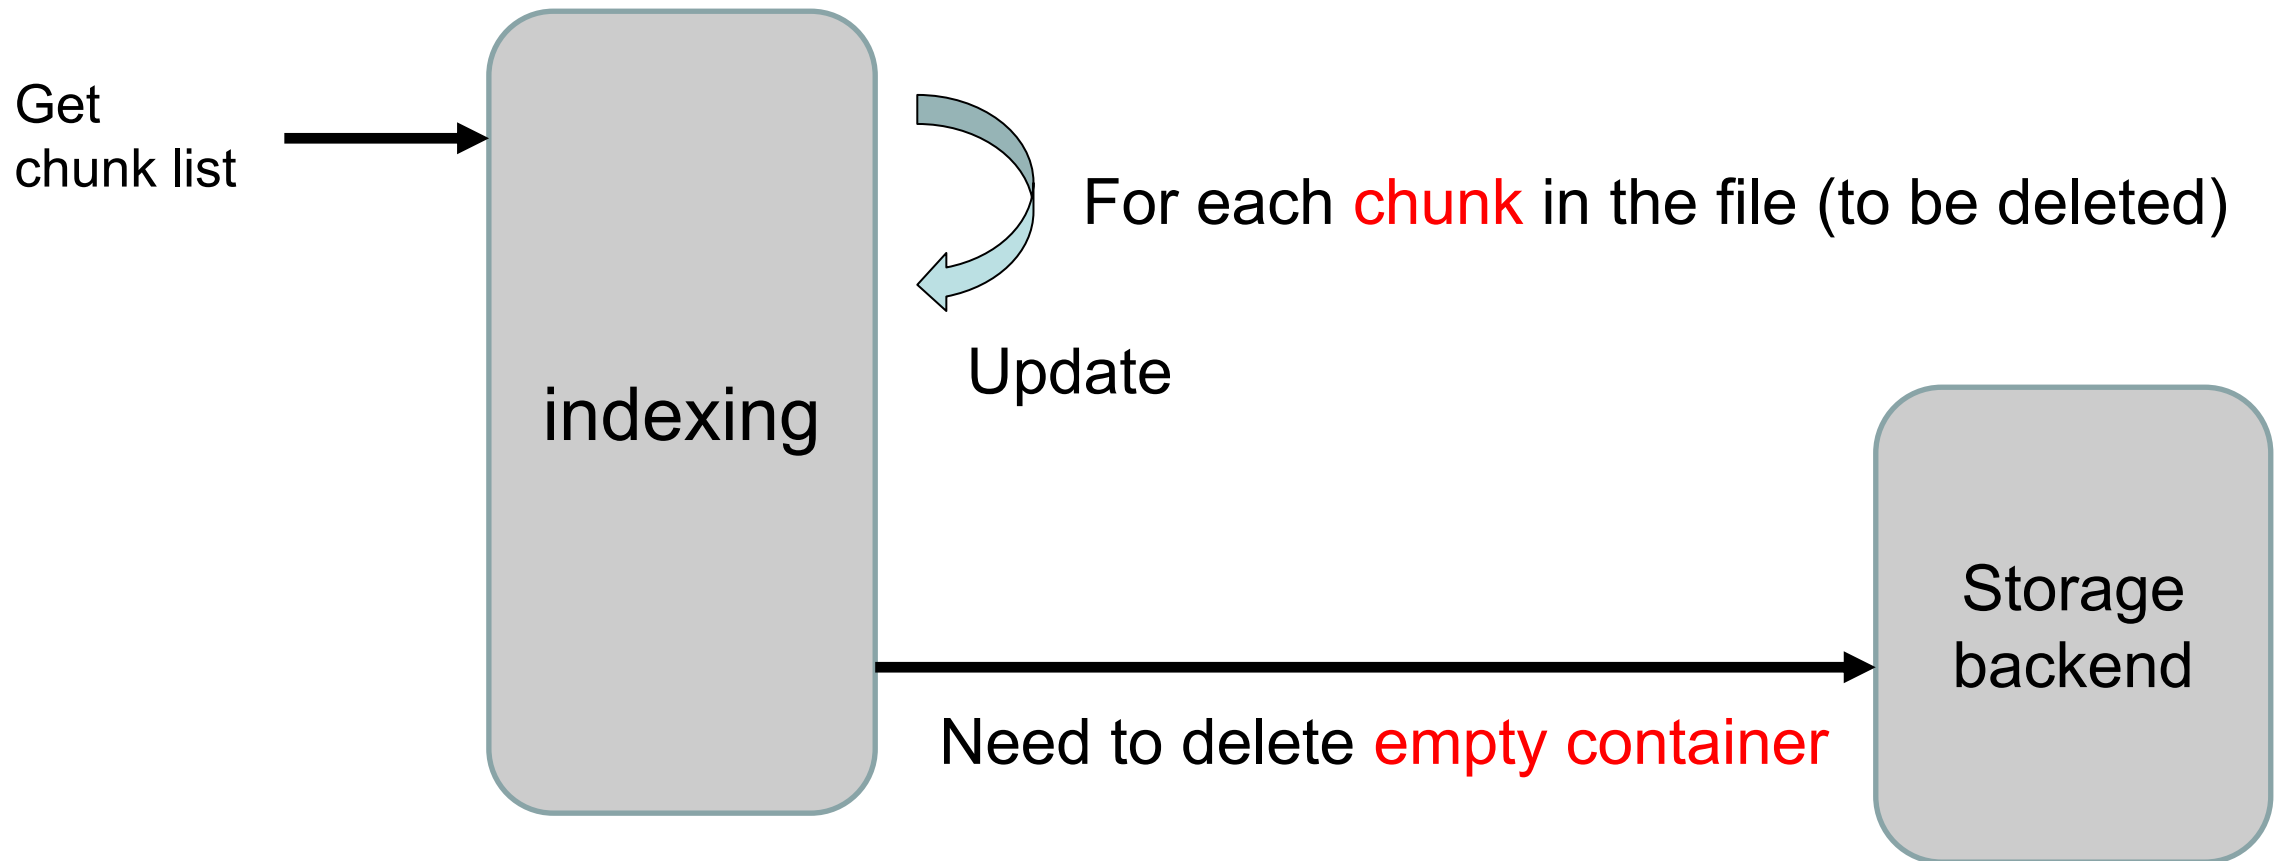 Get
chunk list
For each chunk in the file (to be deleted)
Update
indexing
Storage
backend
Need to delete empty container